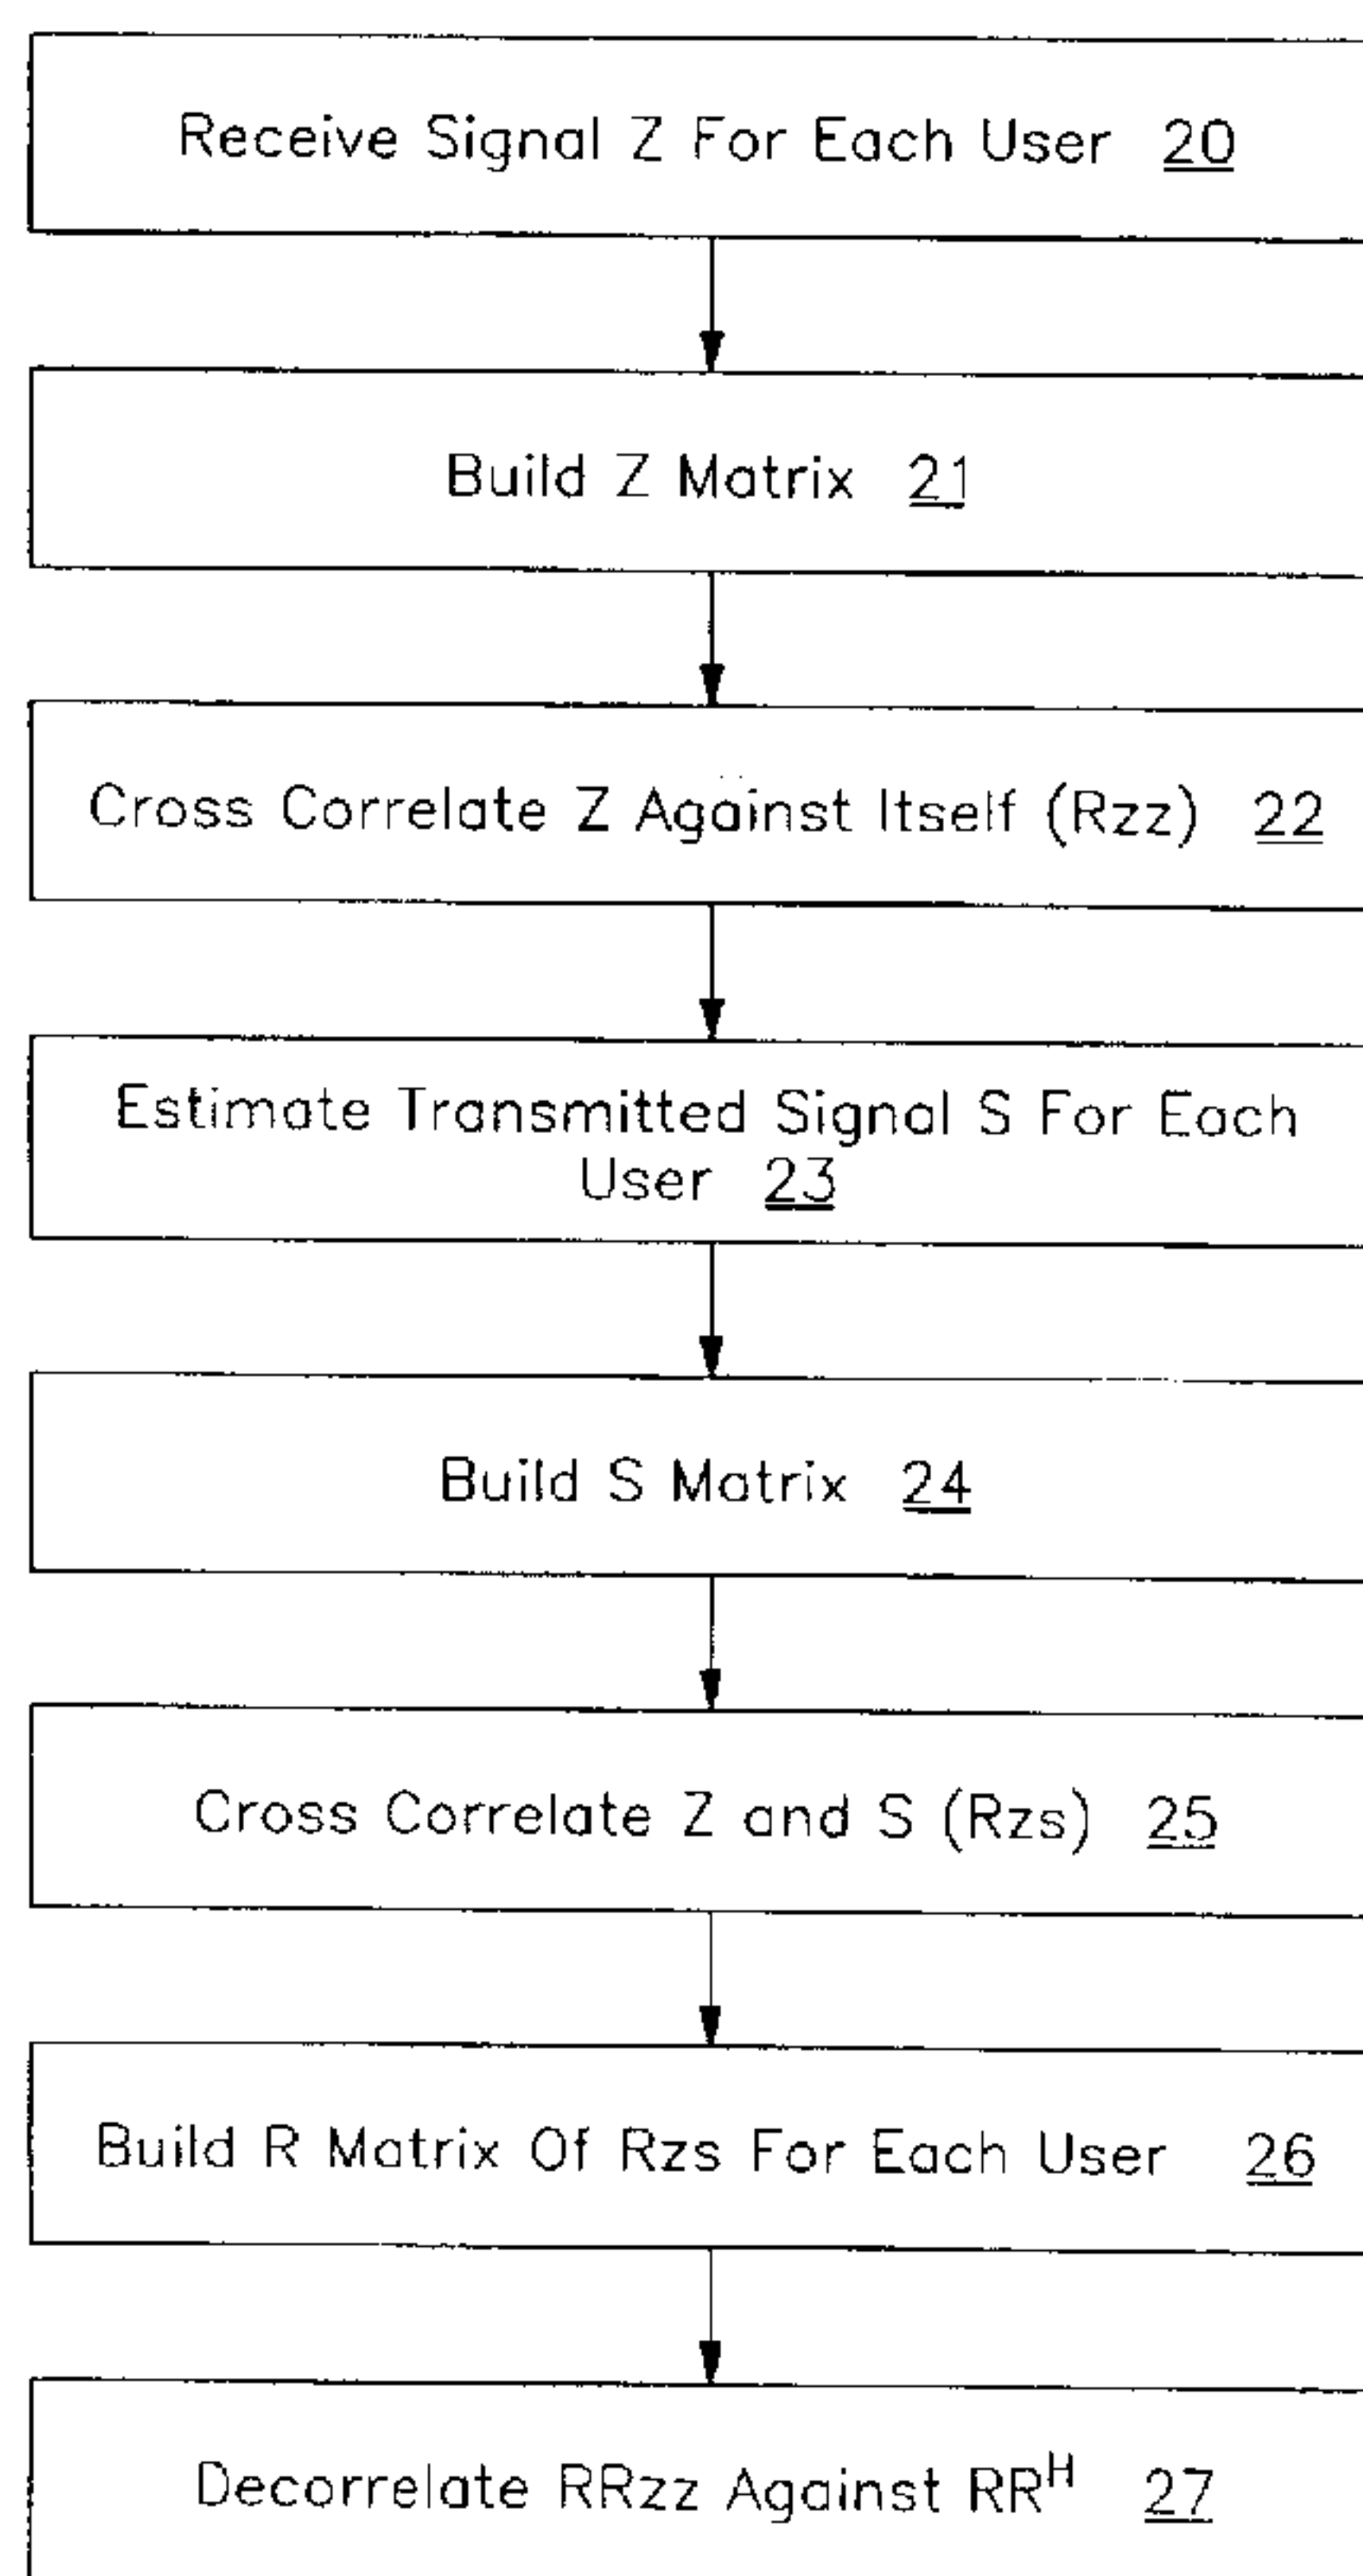 Receive Signal Z For Each User 20
Build Z Matrix 21
Cross Correlate Z Against Itself (Rzz) 22
Estimate Transmitted Signal S For Each
User 23
Build S Matrix 24
Cross Correlate Z and S (Rzs) 25
Build R Matrix Of Rzs For Each User 26
Decorrelate RRzz Against RR^H 27